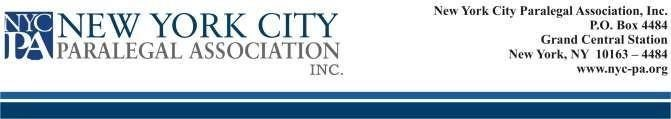 NYC
PA
NEW YORK CITY
PARALEGAL ASSOCIATION
INC.
New York City Paralegal Association, Inc.
P.O. Box 4484
Grand Central Station
New York, NY  10163 – 4484
www.nyc-pa.org